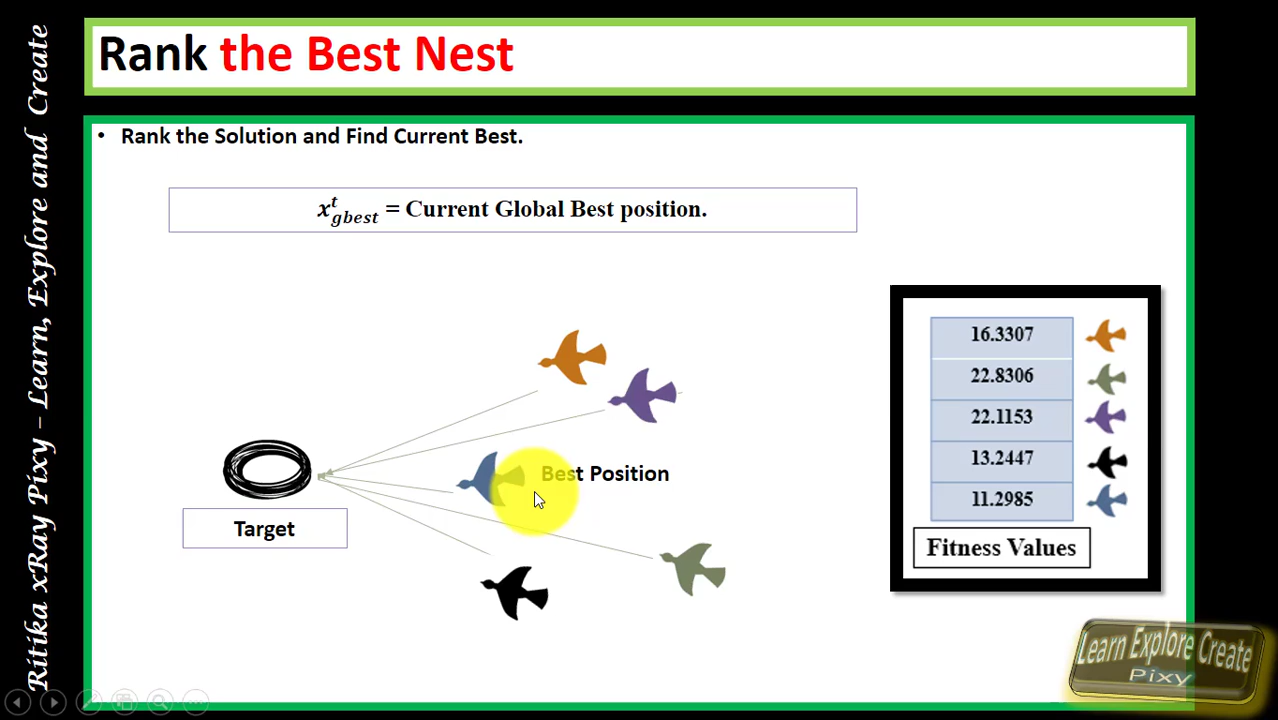 Rank the Best Nest
Ritika xRay Pixy – Learn, Explore and Create
• Rank the Solution and Find Current Best.
x^t_{gbest} = Current Global Best position.
16.3307
22.8306
22.1153
13.2447
11.2985
Fitness Values
Best Position
Target
Learn Explore Create
Pixy